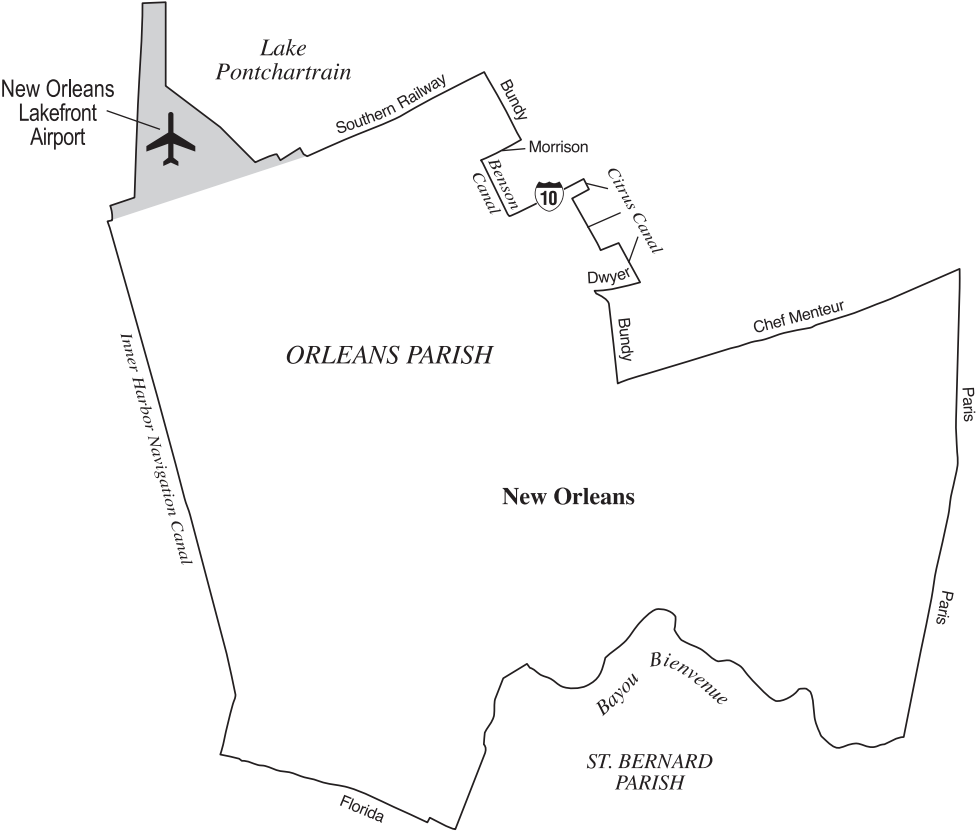 Lake
Pontchartrain
New Orleans
Lakefront
Airport
Southern Railway
Bundy
Morrison
Benson
Canal
10
Citrus Canal
Dwyer
Bundy
Chef Menteur
Inner Harbor Navigation Canal
ORLEANS PARISH
Paris
New Orleans
Paris
Bayou
Bienvenue
ST. BERNARD
PARISH
Florida